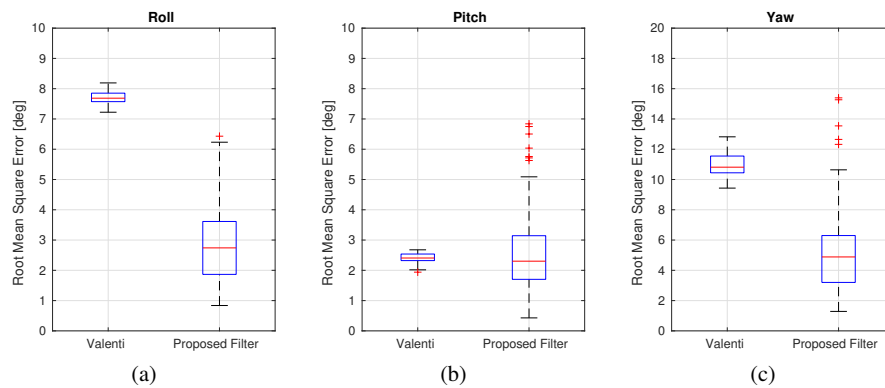 Roll
Root Mean Square Error [deg]
10
9
8
7
6
5
4
3
2
1
0
Valenti Proposed Filter
(a)
Pitch
Root Mean Square Error [deg]
10
9
8
7
6
5
4
3
2
1
0
Valenti Proposed Filter
(b)
Yaw
Root Mean Square Error [deg]
20
18
16
14
12
10
8
6
4
2
0
Valenti Proposed Filter
(c)